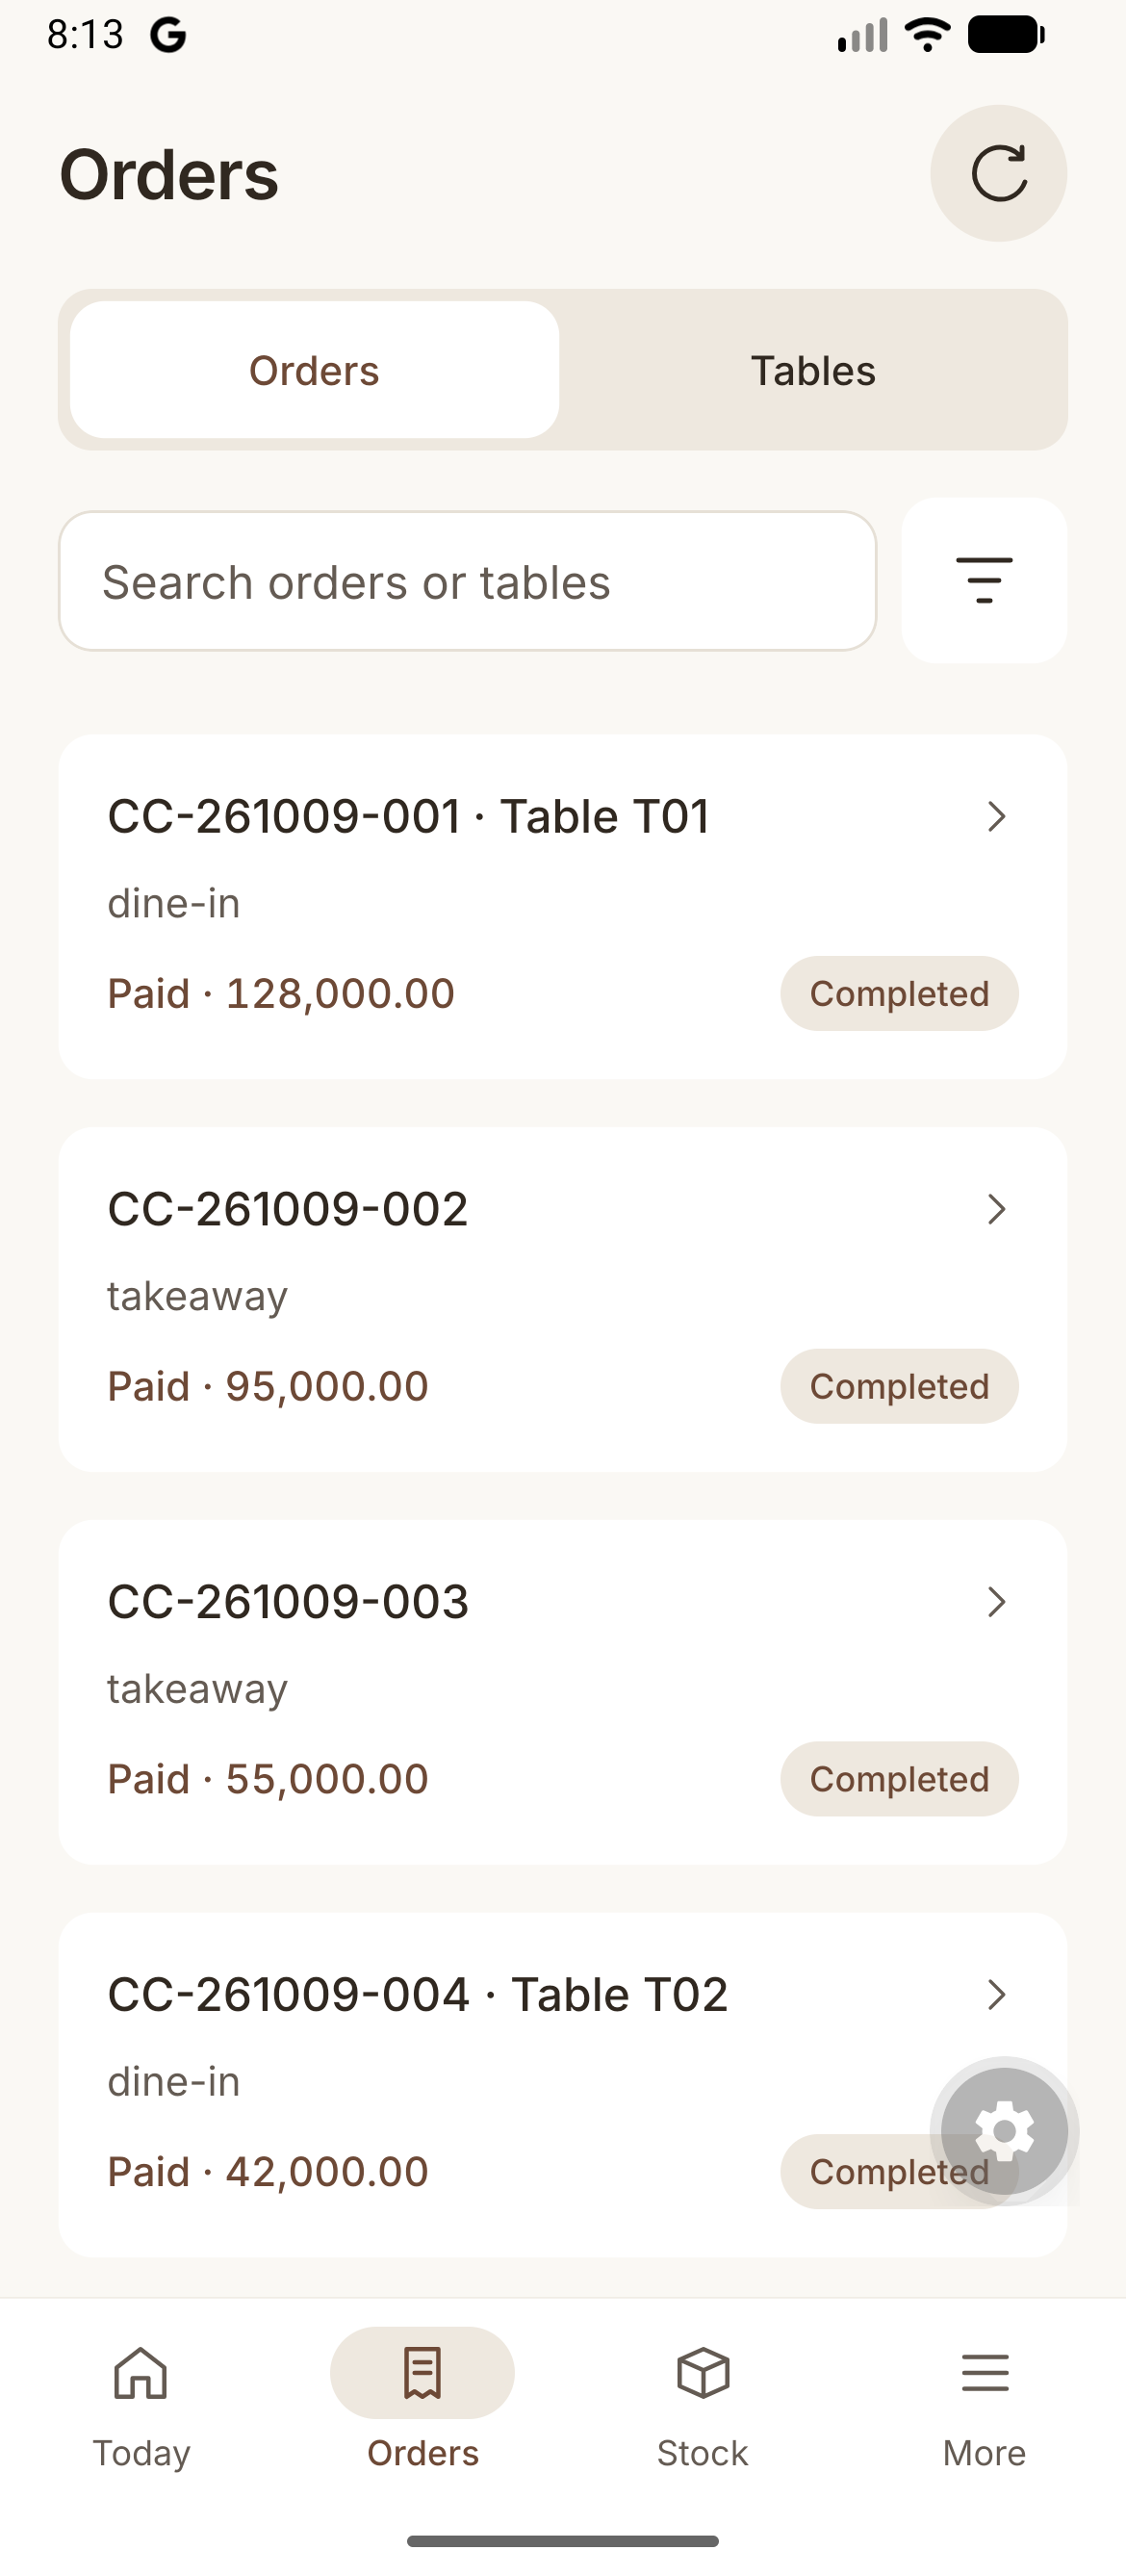 8:13
Orders
Orders
Tables
Search orders or tables
CC-261009-001 · Table T01
dine-in
Paid · 128,000.00
Completed
CC-261009-002
takeaway
Paid · 95,000.00
Completed
CC-261009-003
takeaway
Paid · 55,000.00
Completed
CC-261009-004 · Table T02
dine-in
Paid · 42,000.00
Completed
Today
Orders
Stock
More